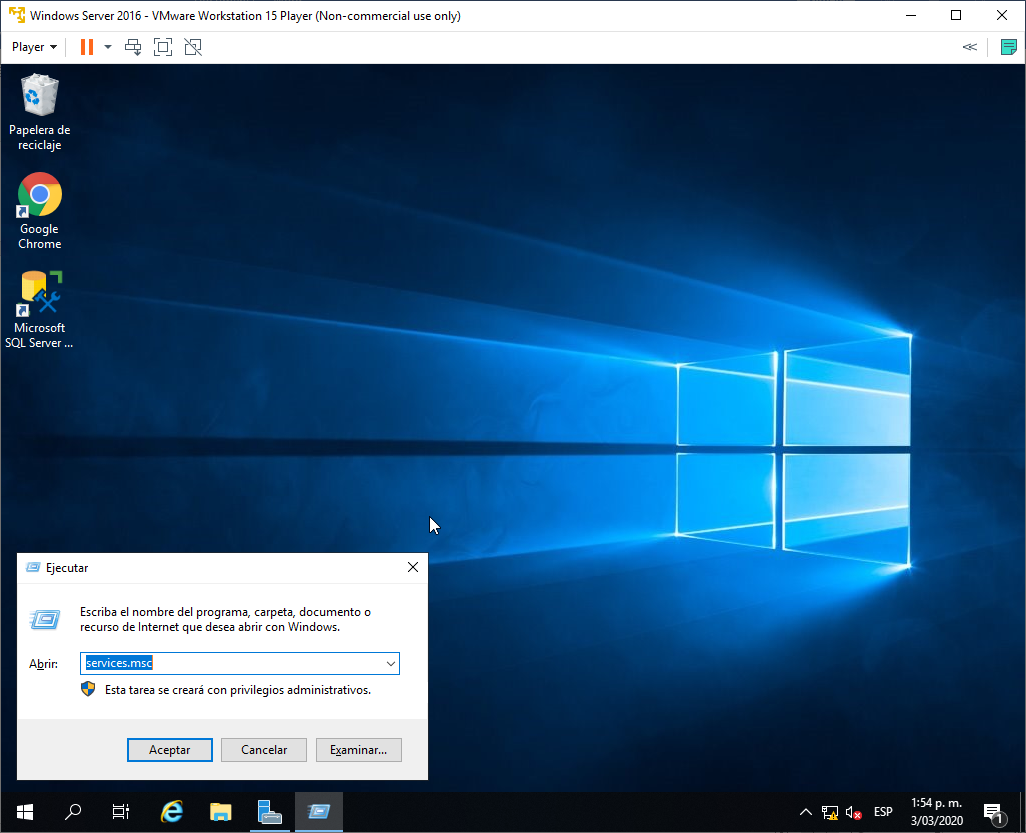 Windows Server 2016 - VMware Workstation 15 Player (Non-commercial use only)
Player
Papelera de
reciclaje
Google
Chrome
Microsoft
SQL Server ...
Ejecutar
Escriba el nombre del programa, carpeta, documento o
recurso de Internet que desea abrir con Windows.
Abrir:
services.msc
Esta tarea se creará con privilegios administrativos.
Aceptar
Cancelar
Examinar...
ESP
1:54 p. m.
3/03/2020
1